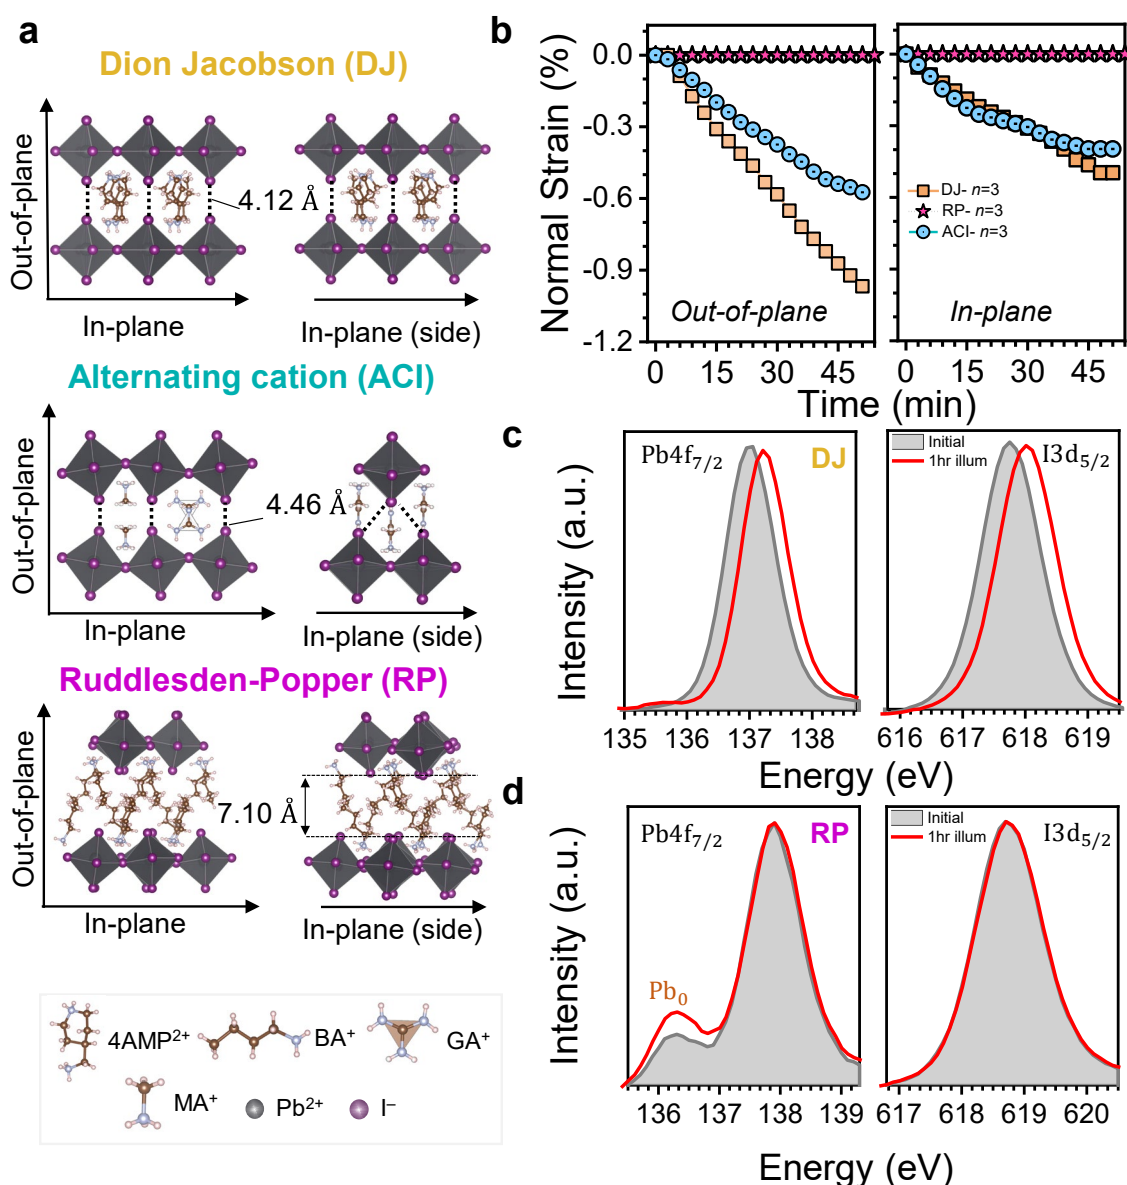 a
Dion Jacobson (DJ)
Out-of-plane
4.12 Å
In-plane
In-plane (side)
Alternating cation (ACI)
Out-of-plane
4.46 Å
In-plane
In-plane (side)
Ruddlesden-Popper (RP)
Out-of-plane
7.10 Å
In-plane
In-plane (side)
4AMP²⁺
BA⁺
GA⁺
MA⁺
Pb²⁺
I⁻
b
Normal Strain (%)
0.0
-0.3
-0.6
-0.9
-1.2
Out-of-plane
0 15 30 45
DJ- n=3
RP- n=3
ACI- n=3
In-plane
0 15 30 45
Time (min)
c
Intensity (a.u.)
Pb4f₇/₂
DJ
135 136 137 138
Initial
1hr illum
I3d₅/₂
616 617 618 619
Energy (eV)
d
Intensity (a.u.)
Pb4f₇/₂
RP
Pb₀
136 137 138 139
Initial
1hr illum
I3d₅/₂
617 618 619 620
Energy (eV)